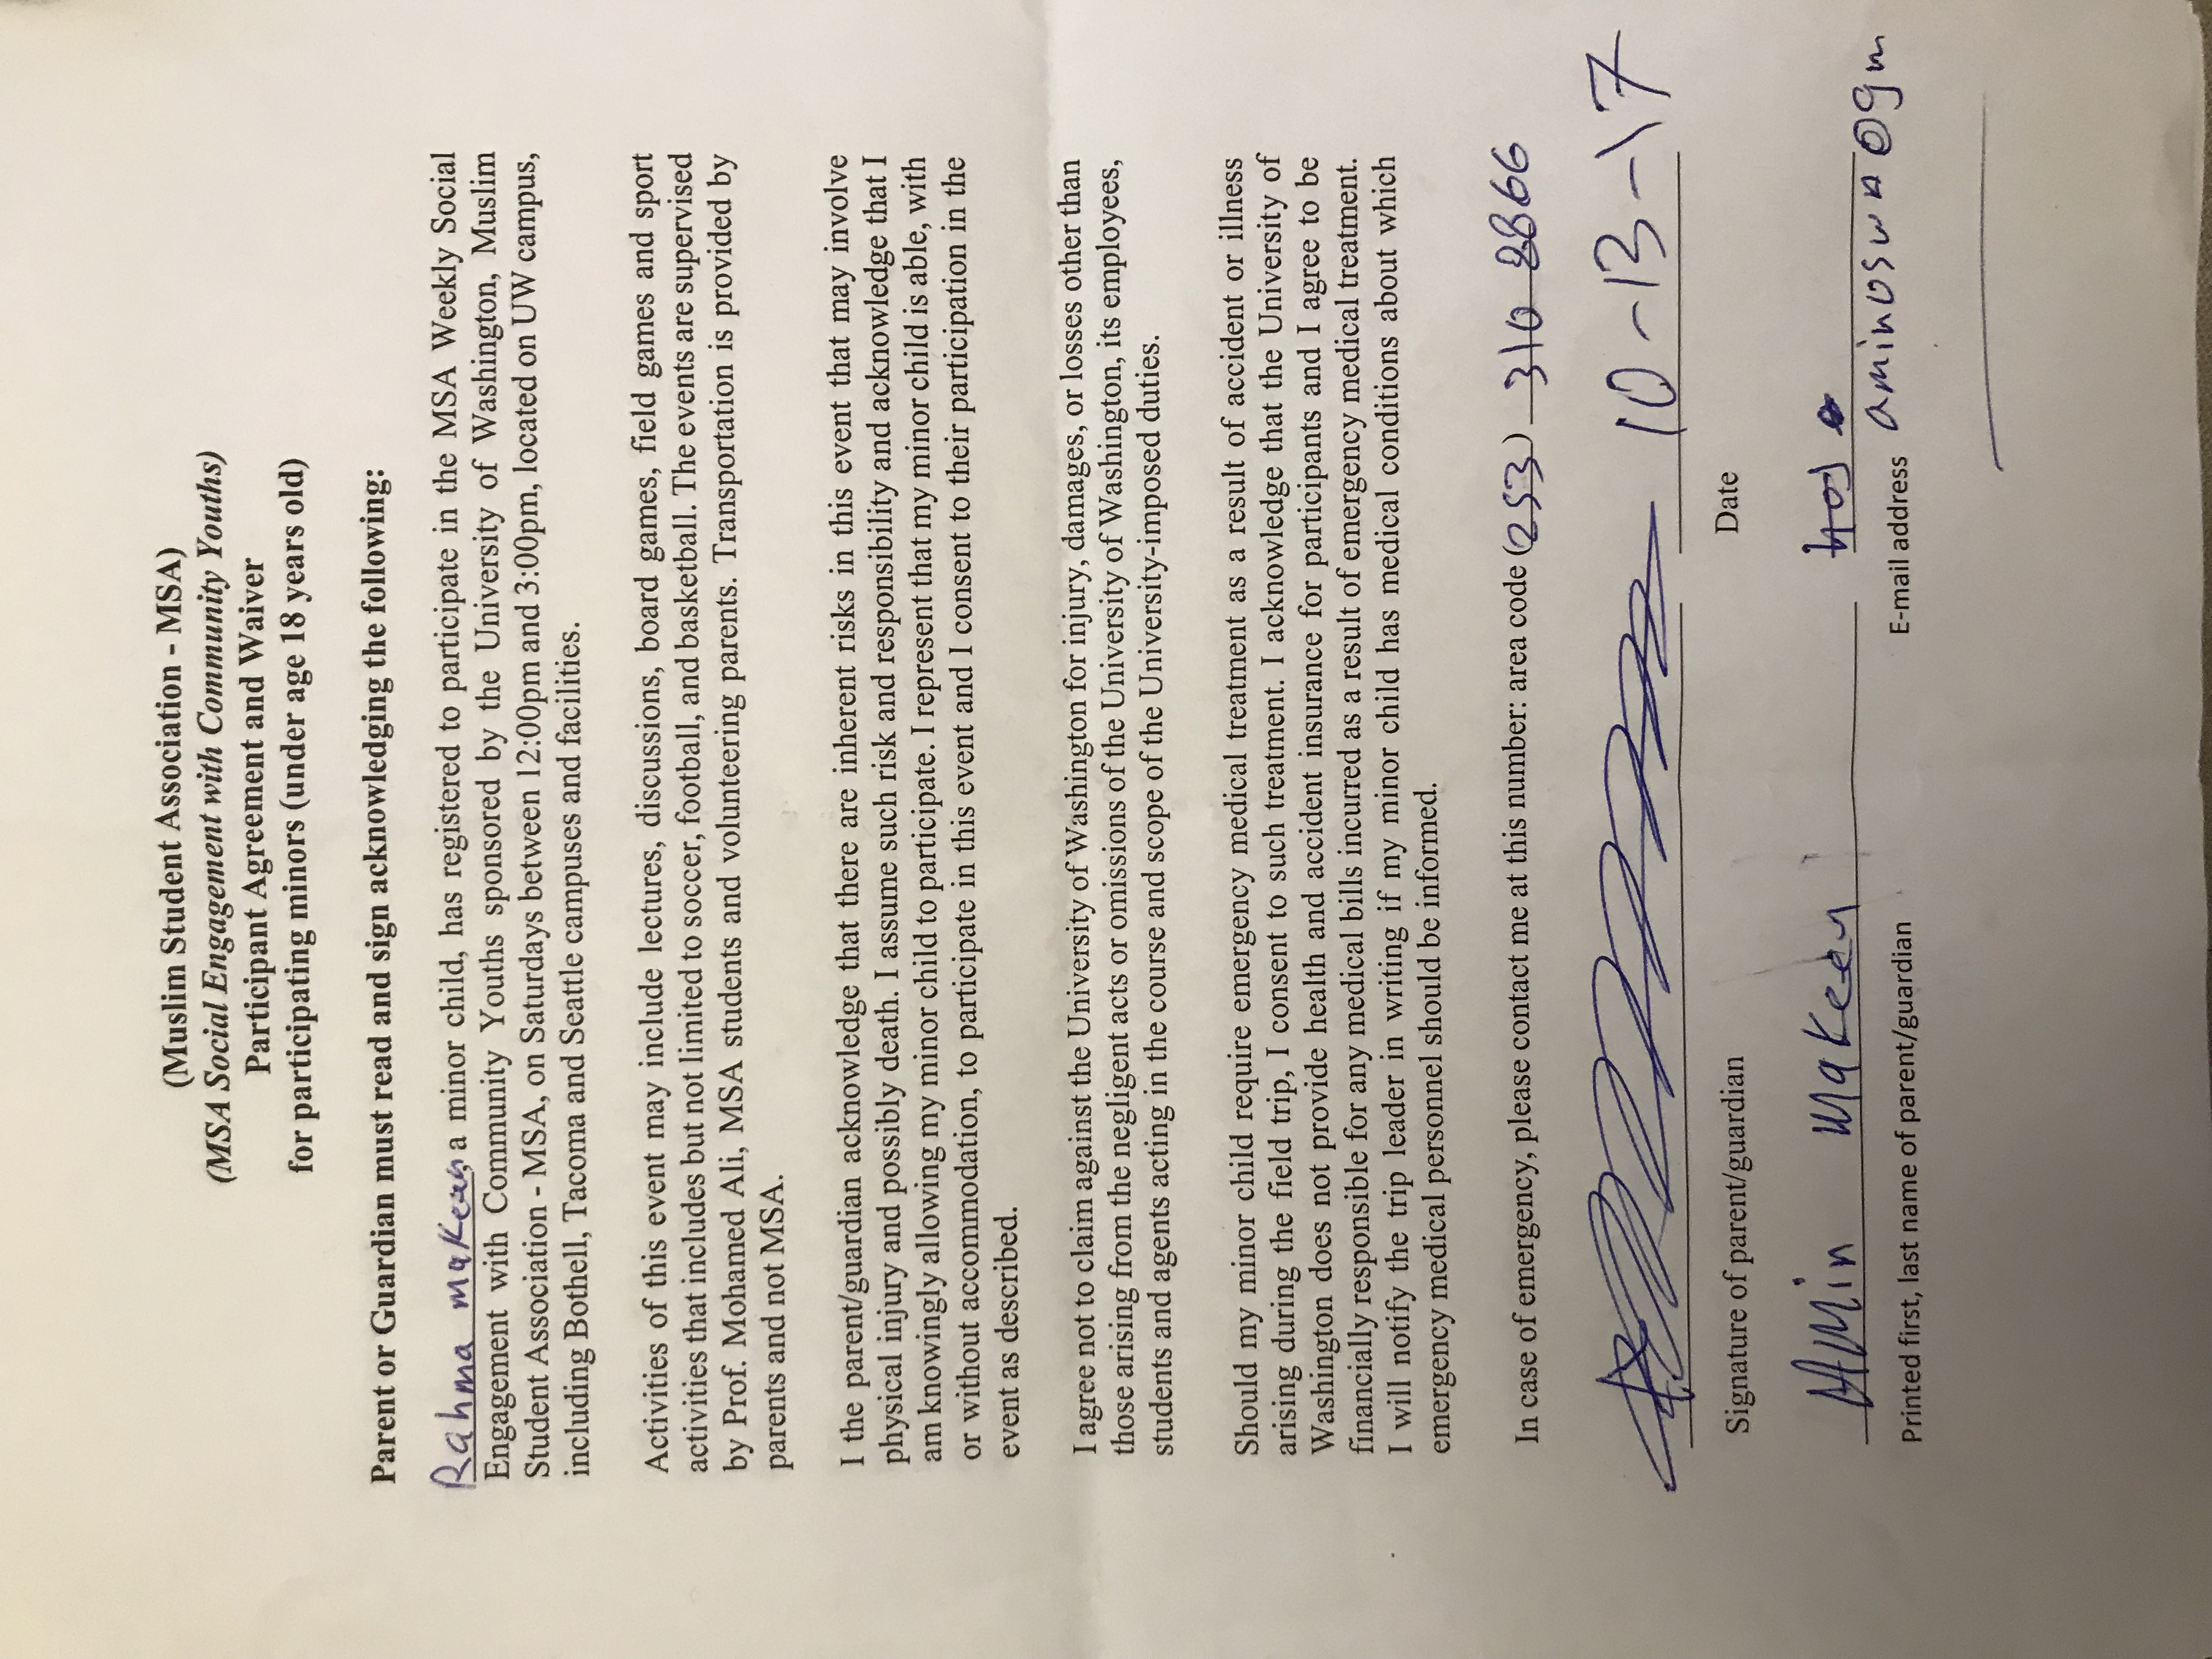 (Muslim Student Association - MSA)
(MSA Social Engagement with Community Youths)
Participant Agreement and Waiver
for participating minors (under age 18 years old)
Parent or Guardian must read and sign acknowledging the following:
Rahma makeen, a minor child, has registered to participate in the MSA Weekly Social
Engagement with Community Youths sponsored by the University of Washington, Muslim
Student Association - MSA, on Saturdays between 12:00pm and 3:00pm, located on UW campus,
including Bothell, Tacoma and Seattle campuses and facilities.
Activities of this event may include lectures, discussions, board games, field games and sport
activities that includes but not limited to soccer, football, and basketball. The events are supervised
by Prof. Mohamed Ali, MSA students and volunteering parents. Transportation is provided by
parents and not MSA.
I the parent/guardian acknowledge that there are inherent risks in this event that may involve
physical injury and possibly death. I assume such risk and responsibility and acknowledge that I
am knowingly allowing my minor child to participate. I represent that my minor child is able, with
or without accommodation, to participate in this event and I consent to their participation in the
event as described.
I agree not to claim against the University of Washington for injury, damages, or losses other than
those arising from the negligent acts or omissions of the University of Washington, its employees,
students and agents acting in the course and scope of the University-imposed duties.
Should my minor child require emergency medical treatment as a result of accident or illness
arising during the field trip, I consent to such treatment. I acknowledge that the University of
Washington does not provide health and accident insurance for participants and I agree to be
financially responsible for any medical bills incurred as a result of emergency medical treatment.
I will notify the trip leader in writing if my minor child has medical conditions about which
emergency medical personnel should be informed.
In case of emergency, please contact me at this number: area code (253) 310 8866
10-13-17
Signature of parent/guardian Date
AMin Makeen
Printed first, last name of parent/guardian E-mail address aminoswa@gm